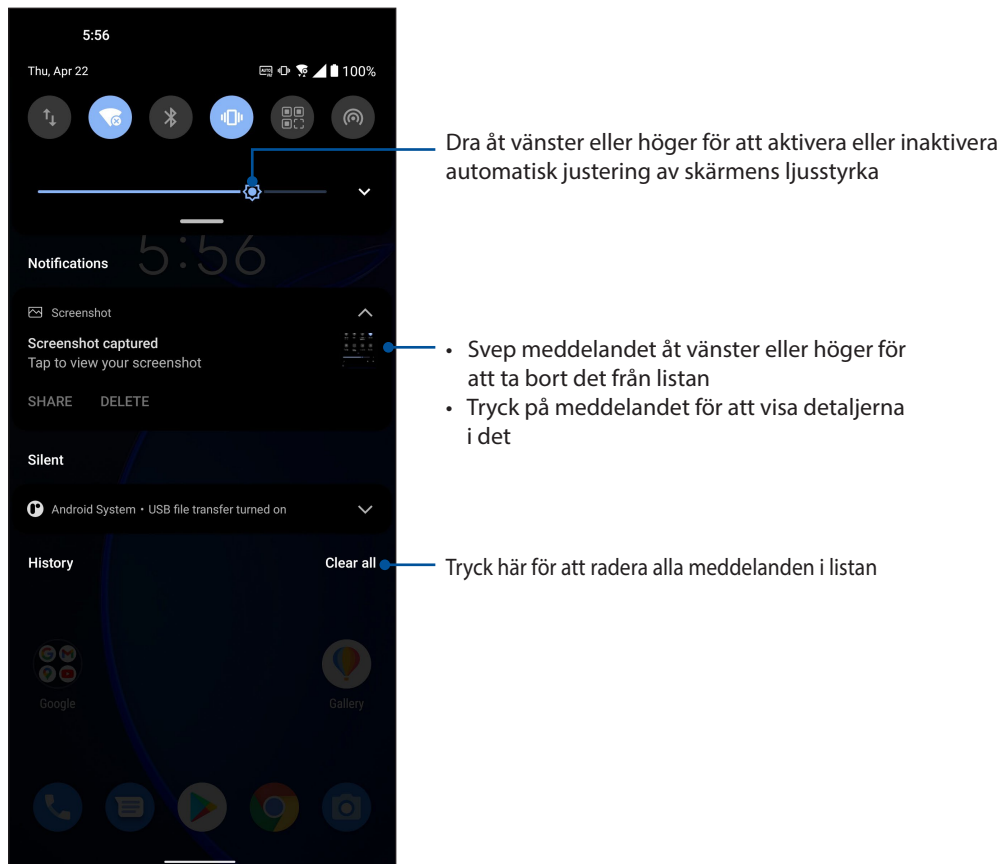 5:56
Thu, Apr 22
100%
Dra åt vänster eller höger för att aktivera eller inaktivera
automatisk justering av skärmens ljusstyrka
5:56
Notifications
Screenshot
Screenshot captured
Tap to view your screenshot
SHARE DELETE
• Svep meddelandet åt vänster eller höger för
att ta bort det från listan
• Tryck på meddelandet för att visa detaljerna
i det
Silent
Android System • USB file transfer turned on
History
Clear all
Tryck här för att radera alla meddelanden i listan
Google
Gallery